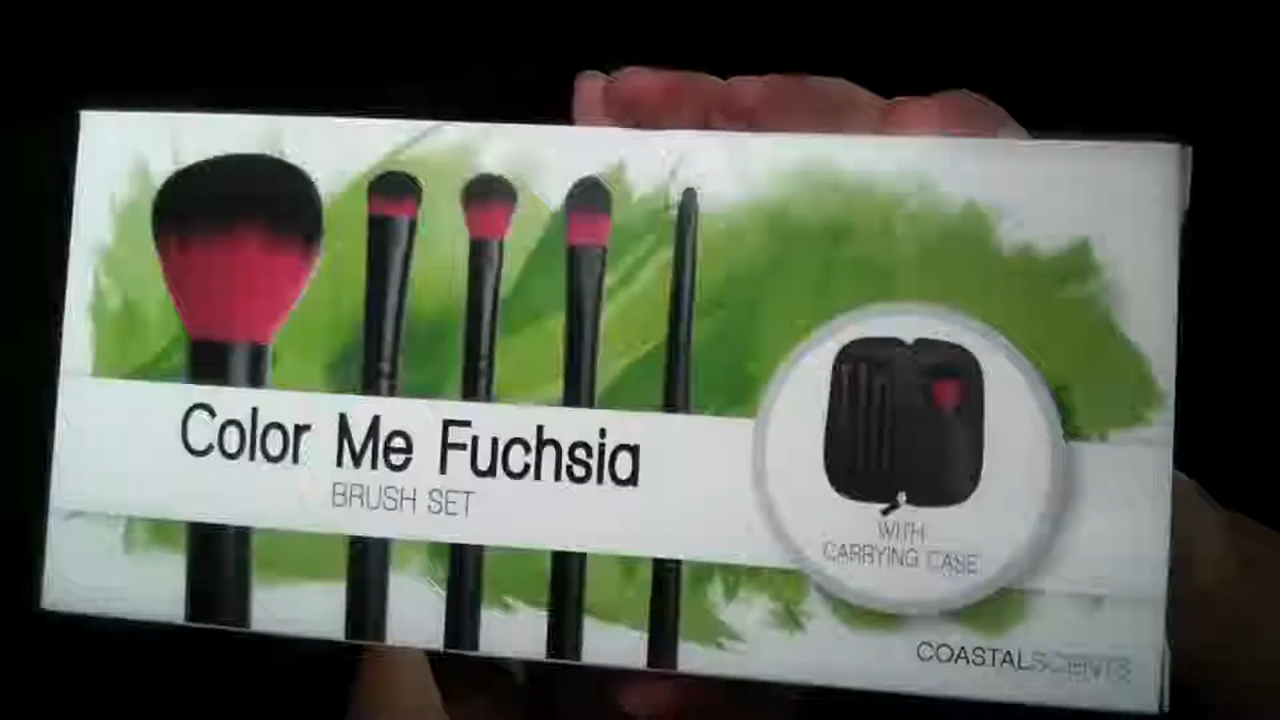 Color Me Fuchsia
BRUSH SET
WITH
CARRYING CASE
COASTALSCENTS